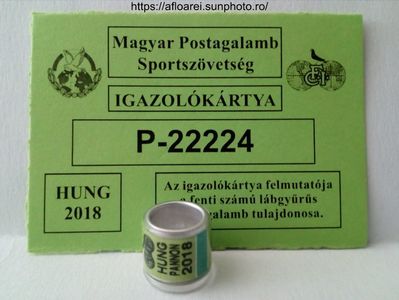 https://afloarei.sunphoto.ro/
Magyar Postagalamb
Sportszövetség
IGAZOLÓKÁRTYA
P-22224
HUNG
2018
Az igazolókártya felmutatója
a fenti számú lábgyűrűs
galamb tulajdonosa.
HUNG
PANNON
2018